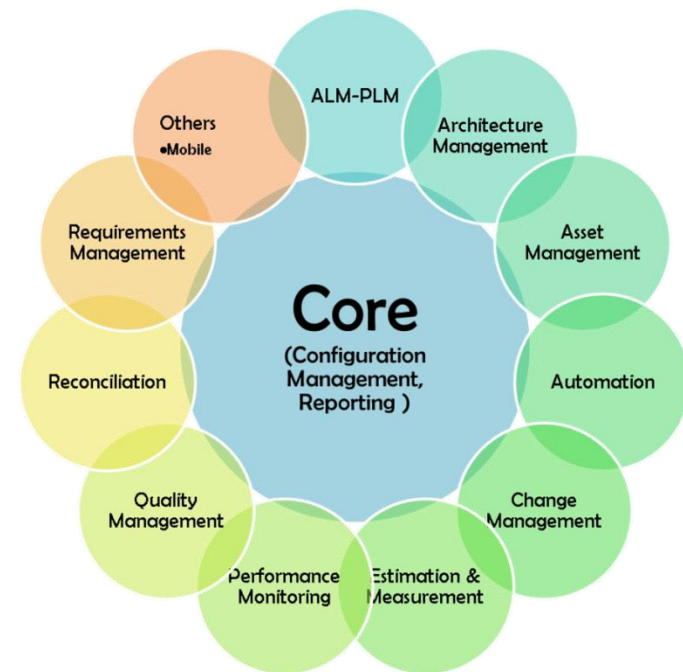 ALM-PLM
Architecture
Management
Asset
Management
Automation
Change
Management
Estimation &
Measurement
Performance
Monitoring
Quality
Management
Reconciliation
Requirements
Management
Others
•Mobile
Core
(Configuration
Management,
Reporting )